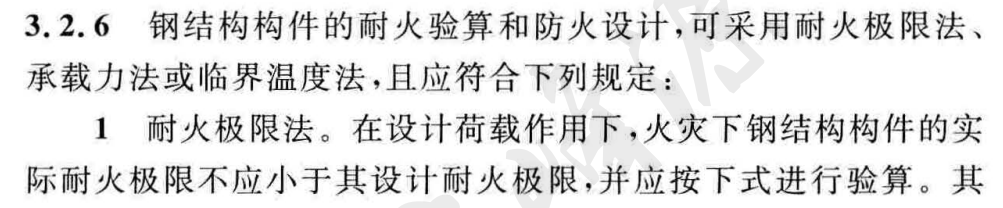 3.2.6 钢结构构件的耐火验算和防火设计,可采用耐火极限法、
承载力法或临界温度法,且应符合下列规定:
1 耐火极限法。在设计荷载作用下,火灾下钢结构构件的实
际耐火极限不应小于其设计耐火极限,并应按下式进行验算。其